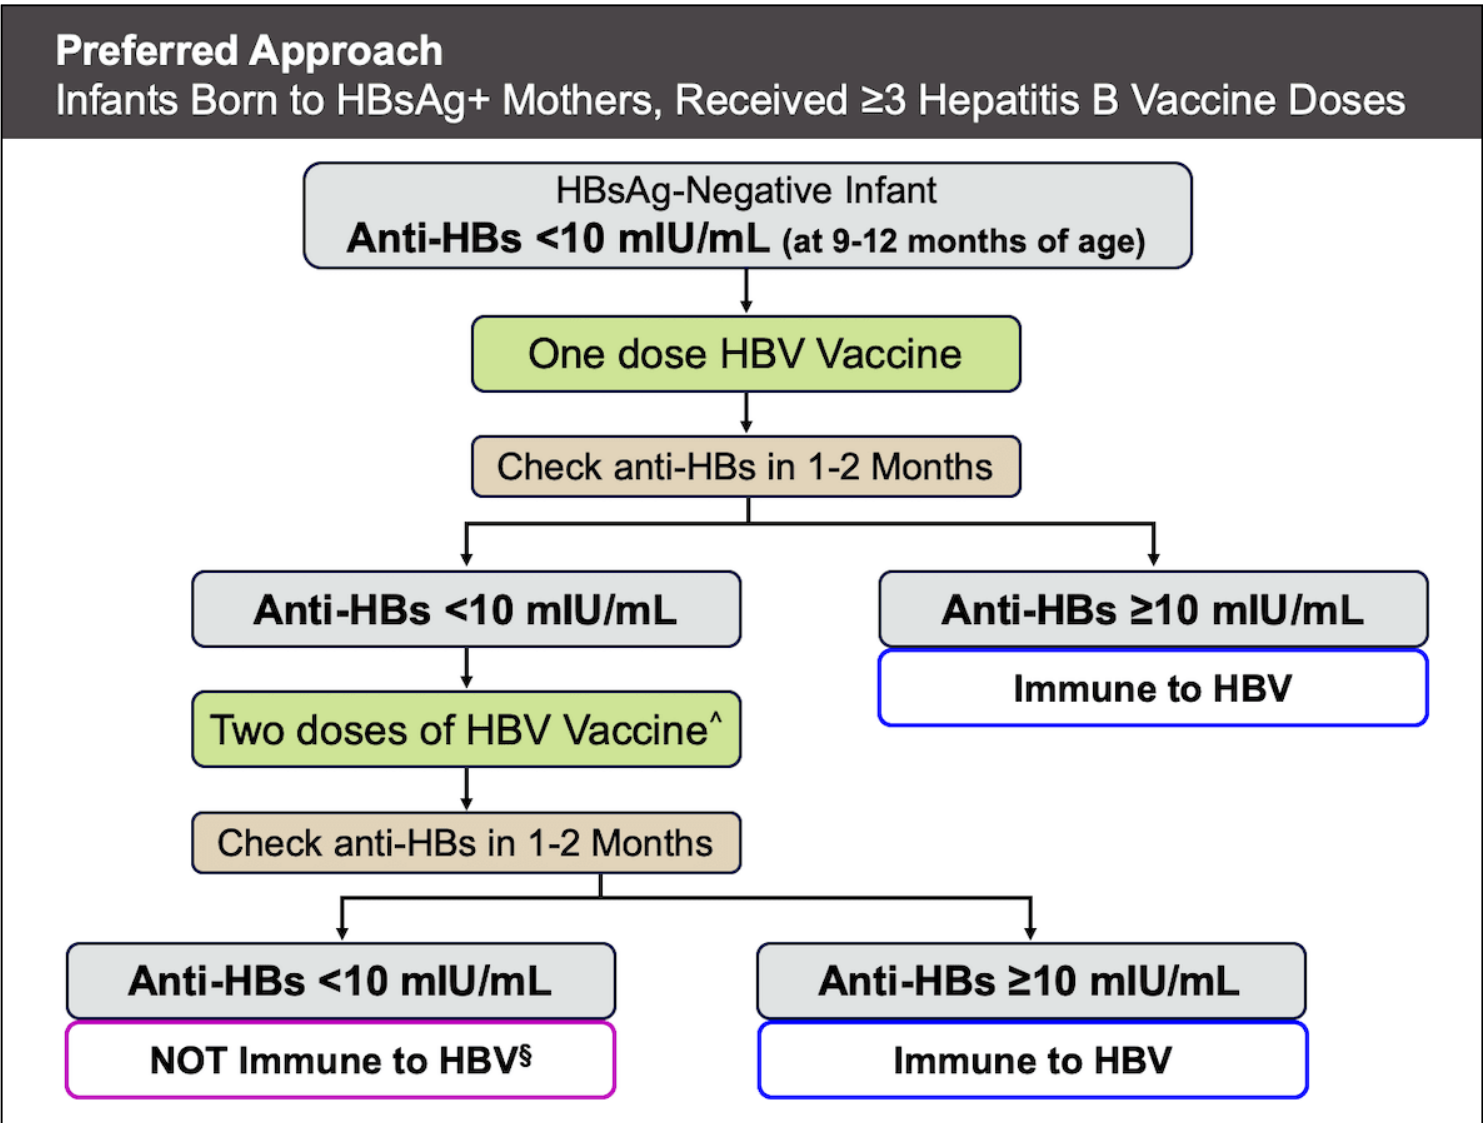 Preferred Approach
Infants Born to HBsAg+ Mothers, Received ≥3 Hepatitis B Vaccine Doses
HBsAg-Negative Infant
Anti-HBs <10 mIU/mL (at 9-12 months of age)
One dose HBV Vaccine
Check anti-HBs in 1-2 Months
Anti-HBs <10 mIU/mL
Anti-HBs ≥10 mIU/mL
Immune to HBV
Two doses of HBV Vaccine^
Check anti-HBs in 1-2 Months
Anti-HBs <10 mIU/mL
Anti-HBs ≥10 mIU/mL
NOT Immune to HBV§
Immune to HBV